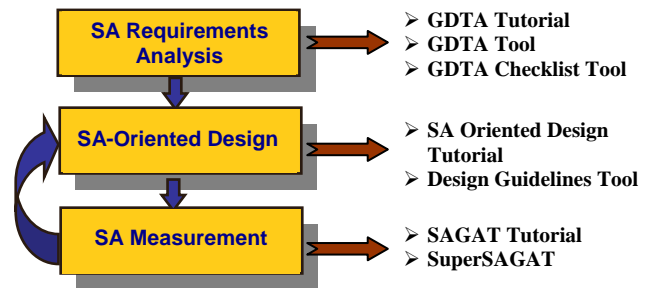 SA Requirements
Analysis
➢ GDTA Tutorial
➢ GDTA Tool
➢ GDTA Checklist Tool
SA-Oriented Design
➢ SA Oriented Design
Tutorial
➢ Design Guidelines Tool
SA Measurement
➢ SAGAT Tutorial
➢ SuperSAGAT